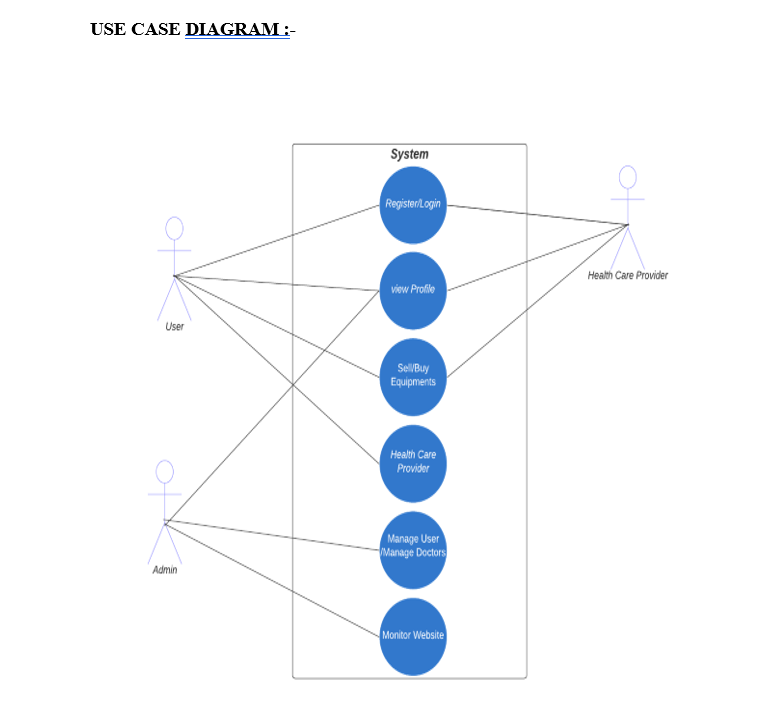 USE CASE DIAGRAM :-
System
Register/Login
view Profile
Sell/Buy
Equipments
Health Care
Provider
Manage User
/Manage Doctors
Monitor Website
User
Admin
Health Care Provider